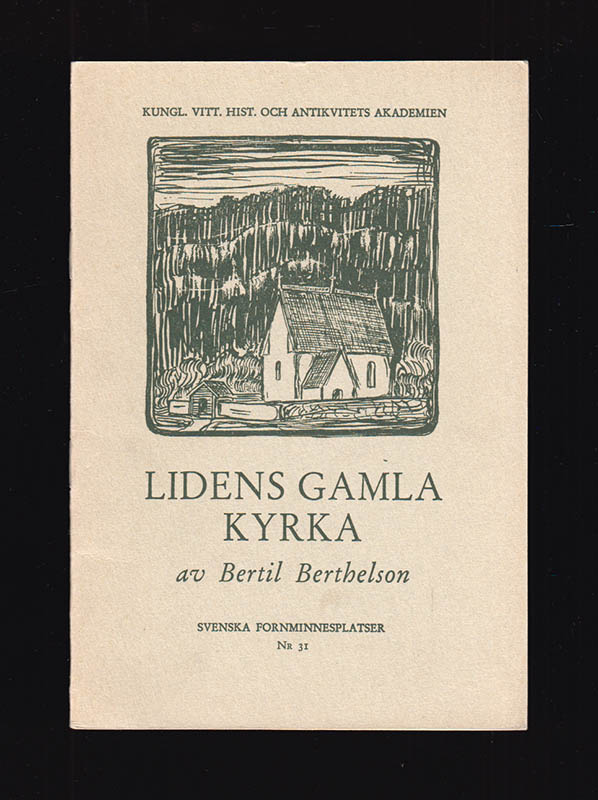 KUNGL. VITT. HIST. OCH ANTIKVITETS AKADEMIEN
LIDENS GAMLA
KYRKA
av Bertil Berthelson
SVENSKA FORNMINNESPLATSER
NR 31